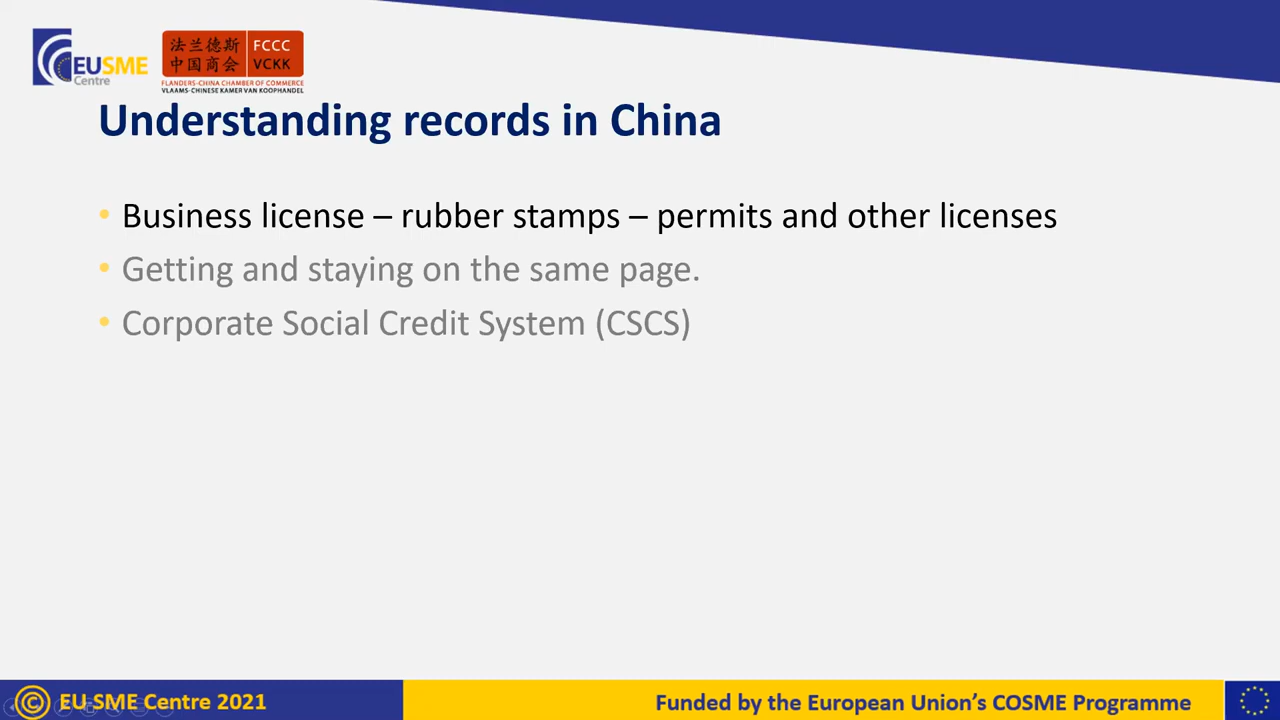 EUSME
Centre
法兰德斯
中国商会
FCCC
VCKK
FLANDERS-CHINA CHAMBER OF COMMERCE
VLAAMS-CHINESE KAMER VAN KOOPHANDEL
Understanding records in China
• Business license – rubber stamps – permits and other licenses
• Getting and staying on the same page.
• Corporate Social Credit System (CSCS)
© EU SME Centre 2021
Funded by the European Union's COSME Programme